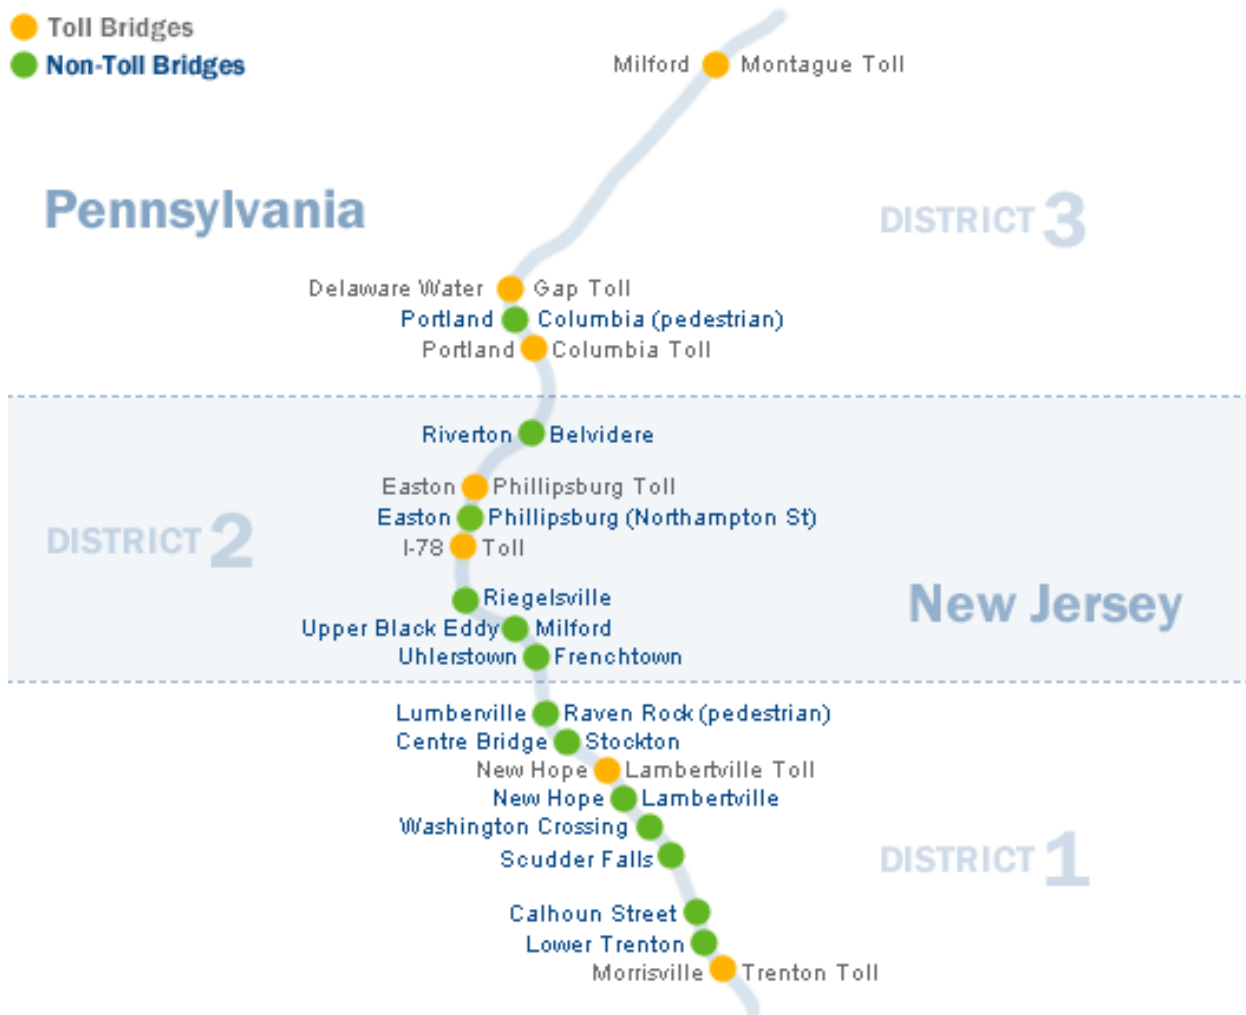 Toll Bridges
Non-Toll Bridges
Milford Montague Toll
Pennsylvania
DISTRICT 3
Delaware Water Gap Toll
Portland Columbia (pedestrian)
Portland Columbia Toll
Riverton Belvidere
Easton Phillipsburg Toll
Easton Phillipsburg (Northampton St)
DISTRICT 2
I-78 Toll
Riegelsville
New Jersey
Upper Black Eddy Milford
Uhlerstown Frenchtown
Lumberville Raven Rock (pedestrian)
Centre Bridge Stockton
New Hope Lambertville Toll
New Hope Lambertville
Washington Crossing
Scudder Falls
DISTRICT 1
Calhoun Street
Lower Trenton
Morrisville Trenton Toll